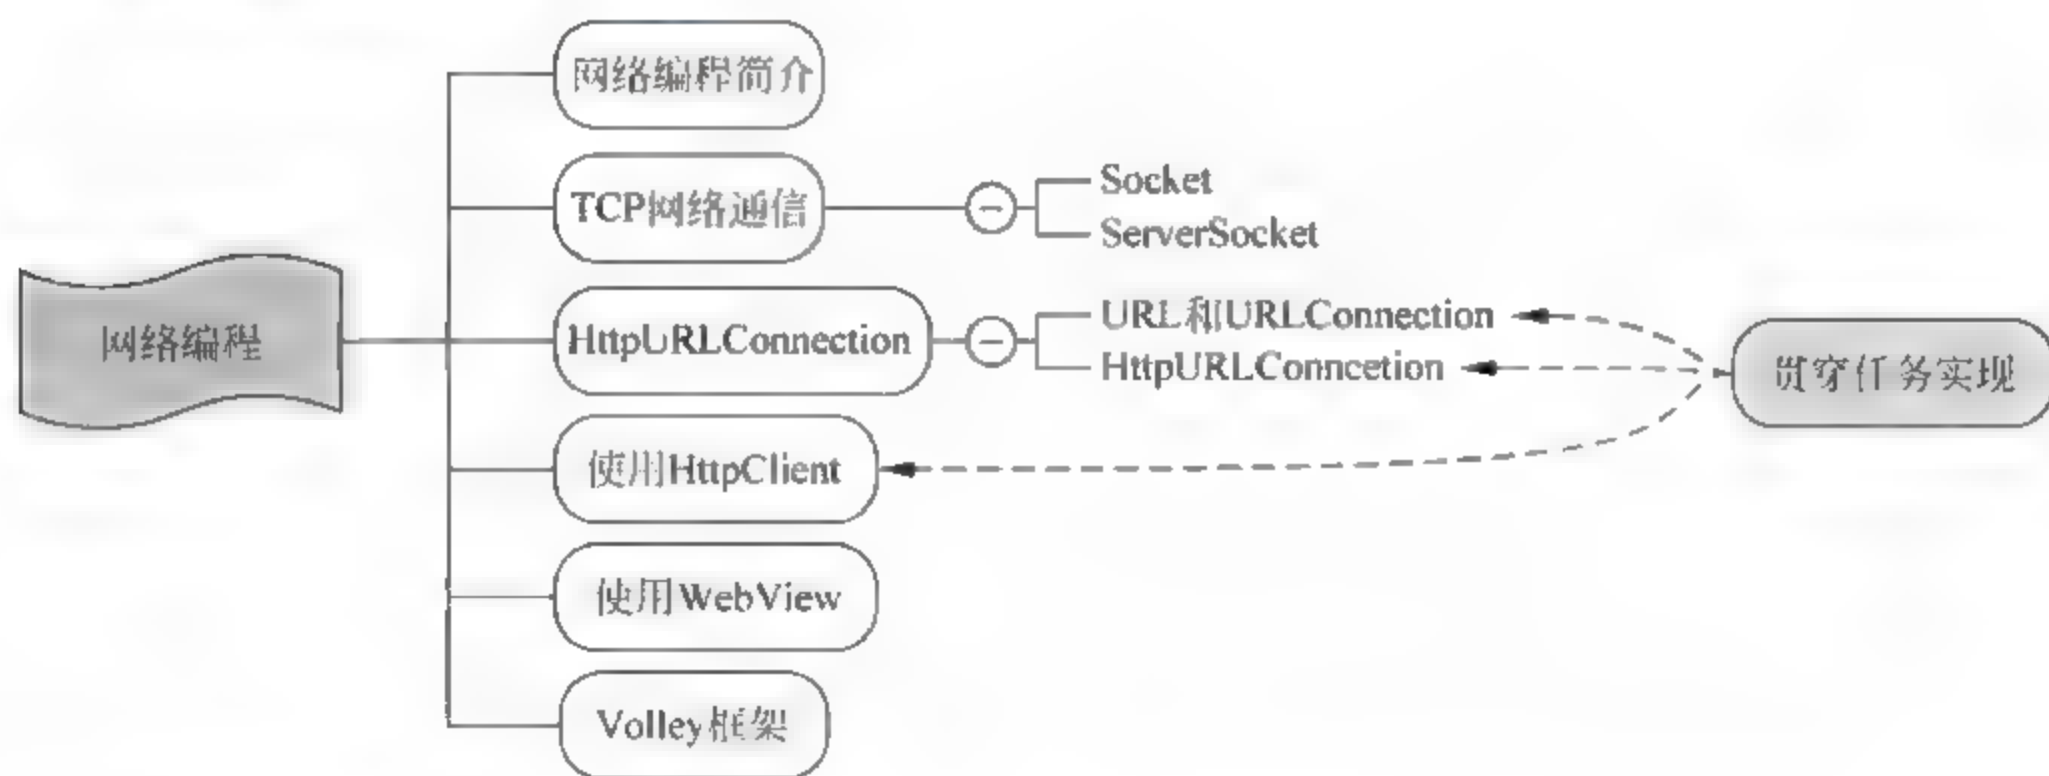 网络编程
网络编程简介
TCP网络通信
Socket
ServerSocket
HttpURLConnection
URL和URLConnection
HttpURLConncetion
使用HttpClient
使用WebView
Volley框架
贯穿任务实现